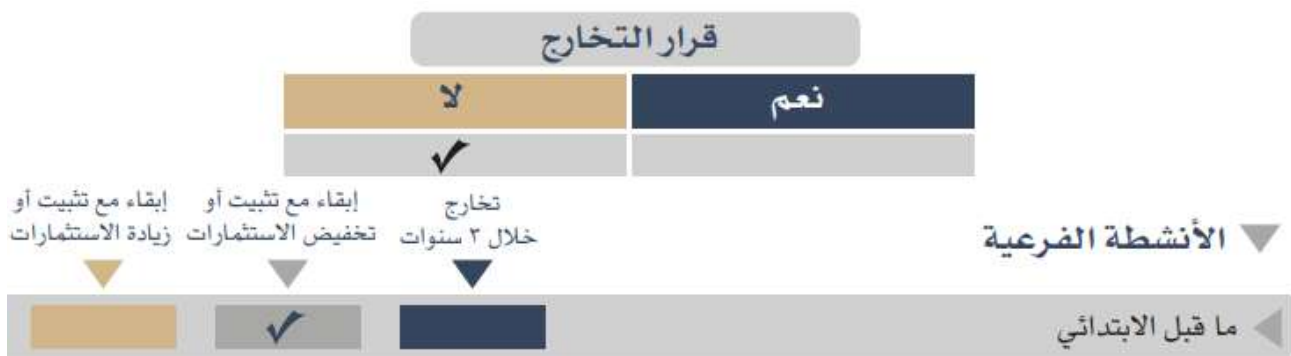 قرار التخارج
نعم
لا
✓
تخارج
خلال ٣ سنوات
إبقاء مع تثبيت أو
تخفيض الاستثمارات
إبقاء مع تثبيت أو
زيادة الاستثمارات
الأنشطة الفرعية
ما قبل الابتدائي
✓